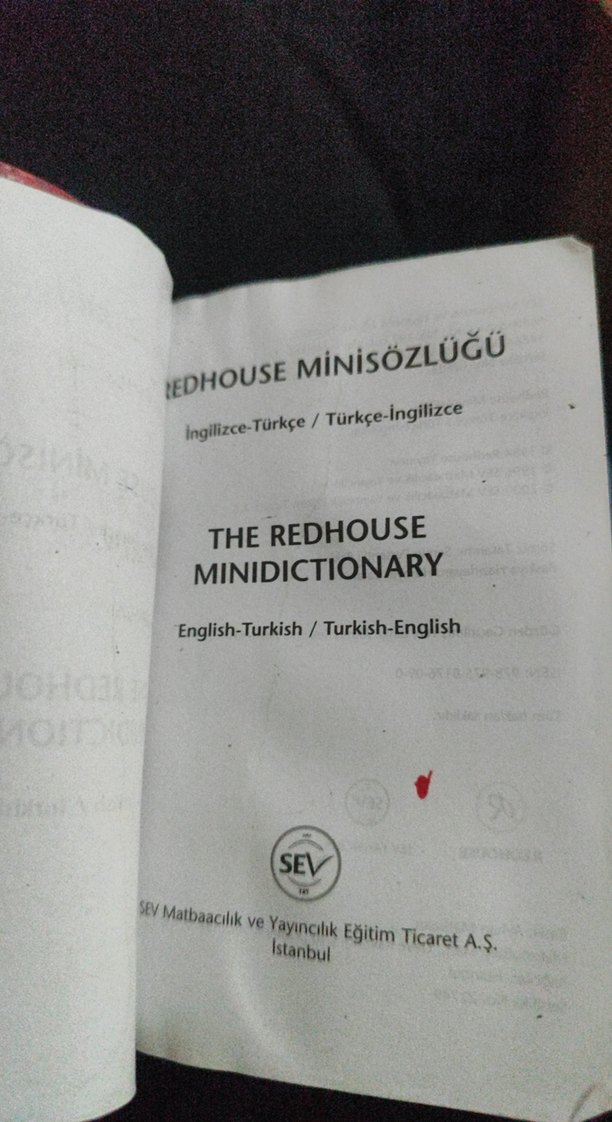 REDHOUSE MİNİSÖZLÜĞÜ
İngilizce-Türkçe / Türkçe-İngilizce
THE REDHOUSE
MINIDICTIONARY
English-Turkish / Turkish-English
SEV
SEV Matbaacılık ve Yayıncılık Eğitim Ticaret A.Ş.
İstanbul